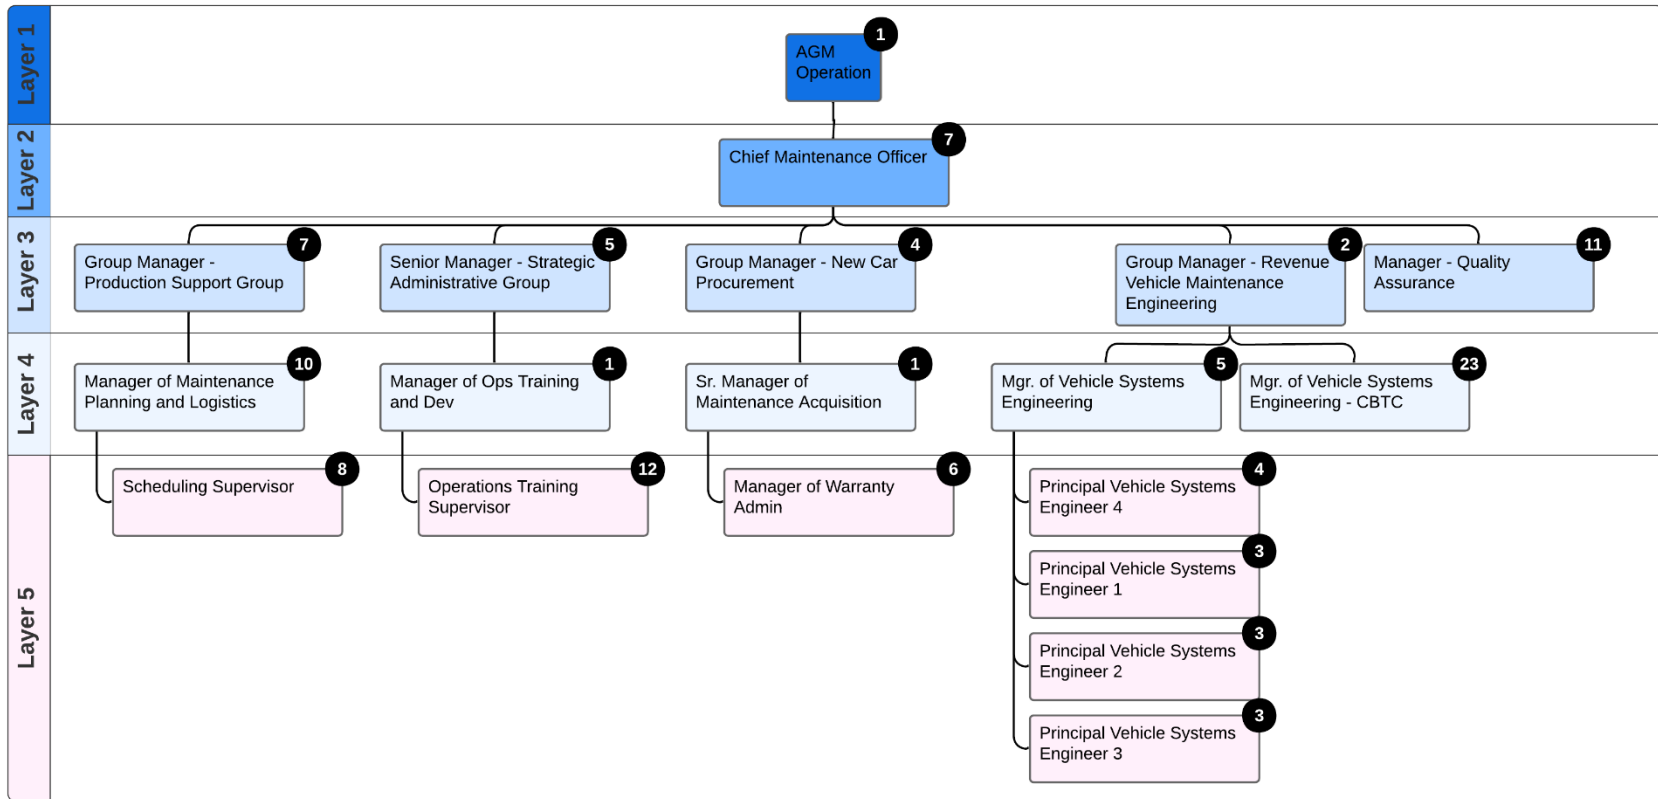 Layer 1
1
AGM
Operation
Layer 2
7
Chief Maintenance Officer
Layer 3
7
Group Manager -
Production Support Group
5
Senior Manager - Strategic
Administrative Group
4
Group Manager - New Car
Procurement
2
Group Manager - Revenue
Vehicle Maintenance
Engineering
11
Manager - Quality
Assurance
Layer 4
10
Manager of Maintenance
Planning and Logistics
1
Manager of Ops Training
and Dev
1
Sr. Manager of
Maintenance Acquisition
5
Mgr. of Vehicle Systems
Engineering
23
Mgr. of Vehicle Systems
Engineering - CBTC
Layer 5
8
Scheduling Supervisor
12
Operations Training
Supervisor
6
Manager of Warranty
Admin
4
Principal Vehicle Systems
Engineer 4
3
Principal Vehicle Systems
Engineer 1
3
Principal Vehicle Systems
Engineer 2
3
Principal Vehicle Systems
Engineer 3